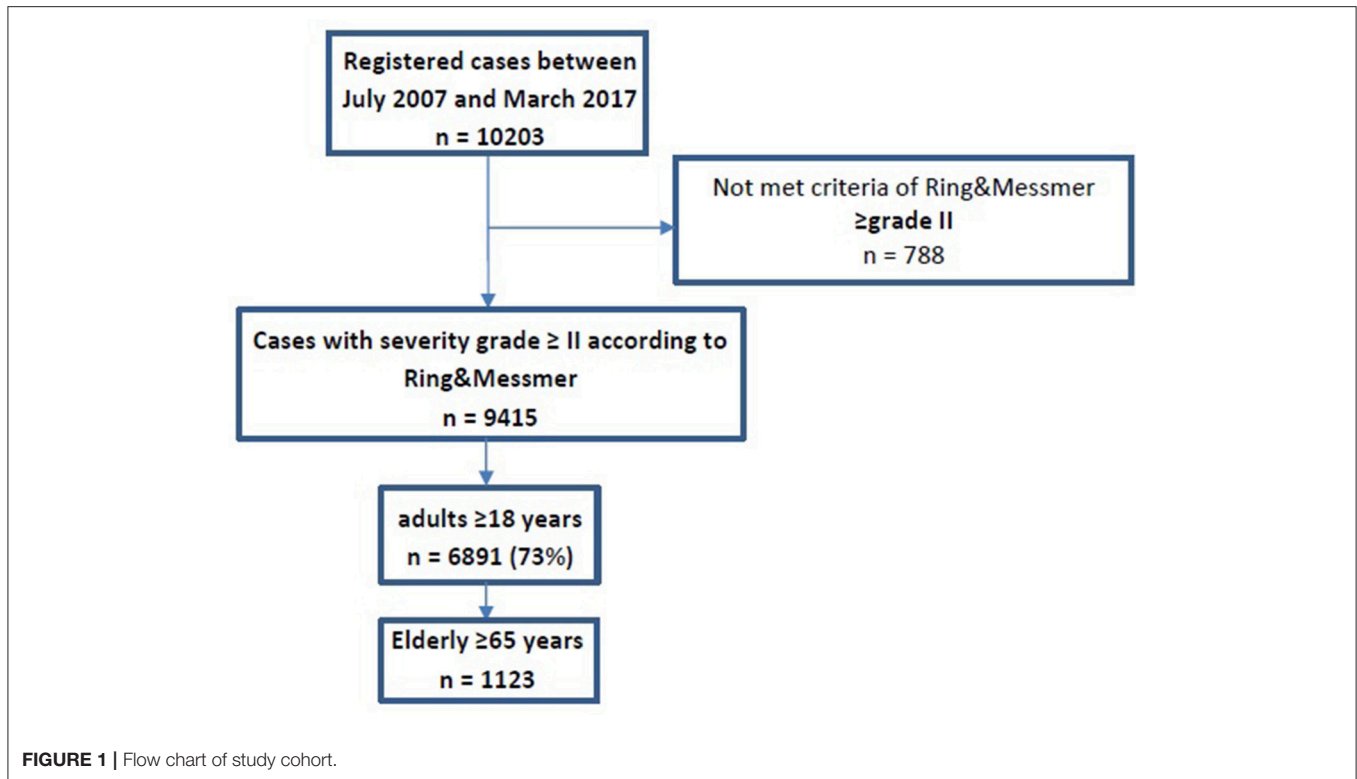 Registered cases between
July 2007 and March 2017
n = 10203
Not met criteria of Ring&Messmer
≥grade II
n = 788
Cases with severity grade ≥ II according to
Ring&Messmer
n = 9415
adults ≥18 years
n = 6891 (73%)
Elderly ≥65 years
n = 1123
FIGURE 1 | Flow chart of study cohort.